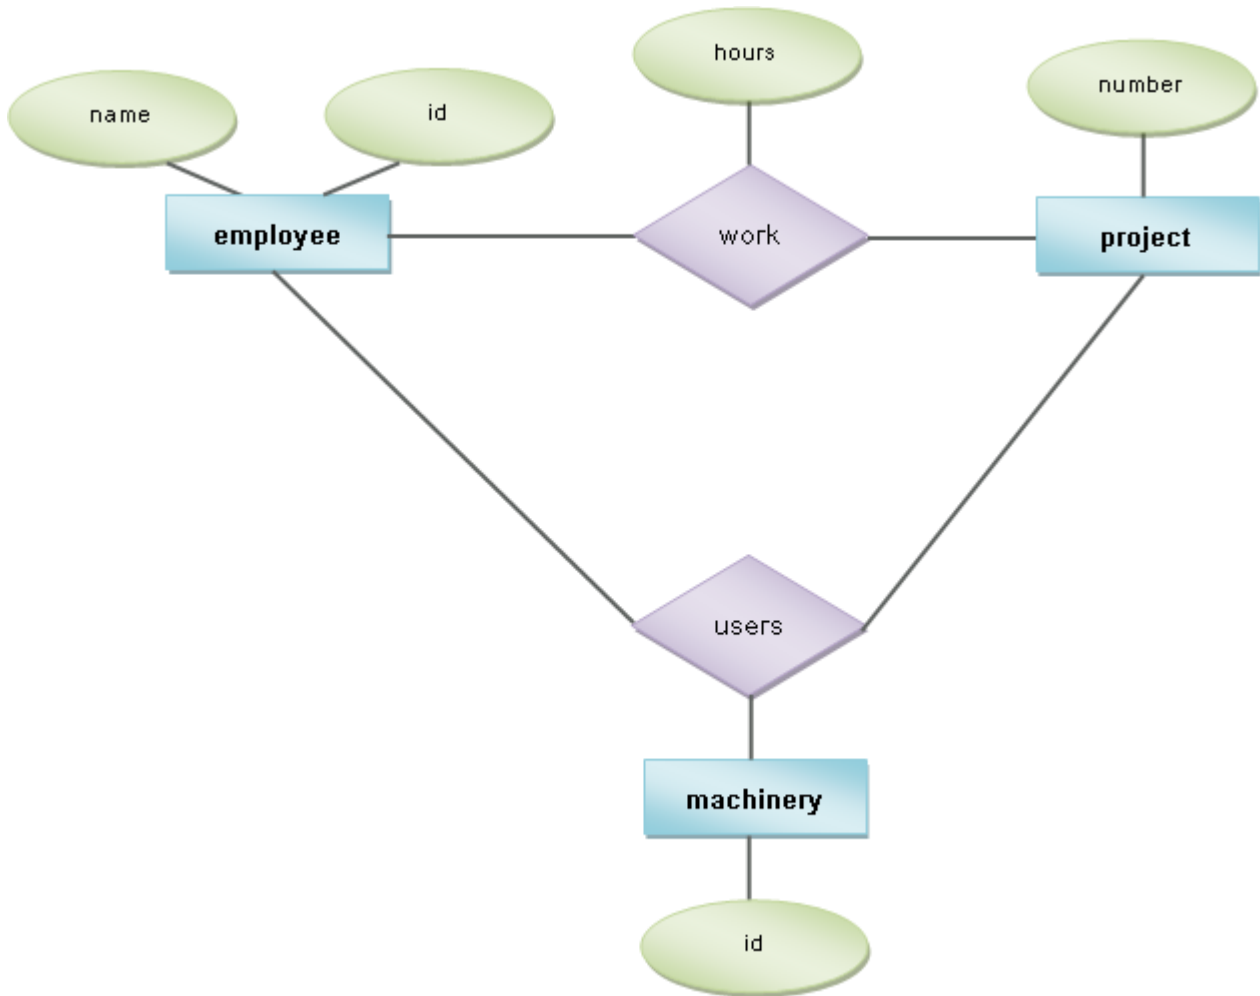 hours
number
name
id
employee
work
project
users
machinery
id